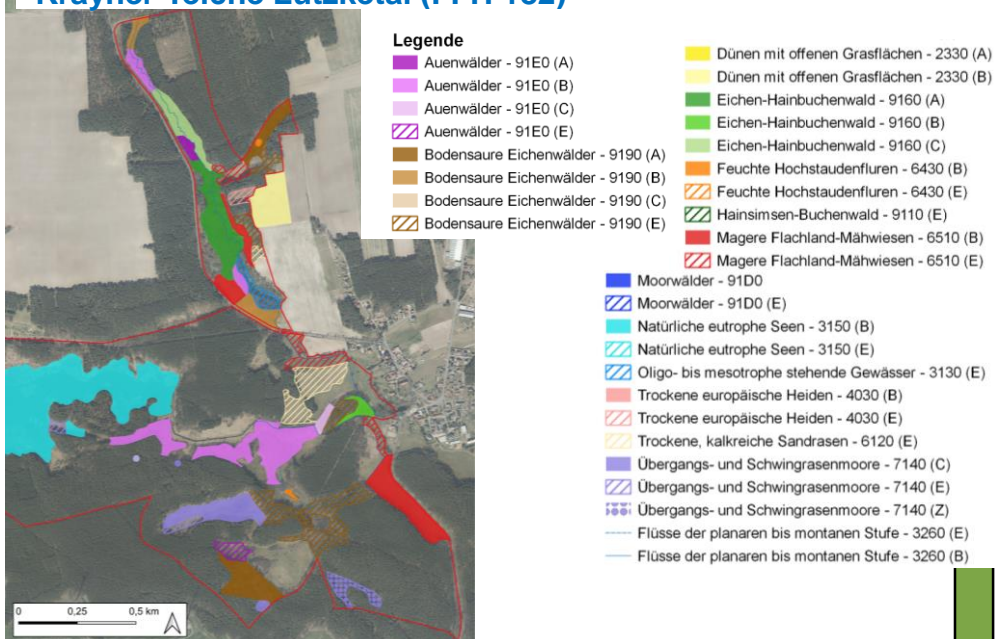 Krayner Teiche Lutzketal (FFH 152)
Legende
Auenwälder - 91E0 (A)
Auenwälder - 91E0 (B)
Auenwälder - 91E0 (C)
Auenwälder - 91E0 (E)
Bodensaure Eichenwälder - 9190 (A)
Bodensaure Eichenwälder - 9190 (B)
Bodensaure Eichenwälder - 9190 (C)
Bodensaure Eichenwälder - 9190 (E)
Dünen mit offenen Grasflächen - 2330 (A)
Dünen mit offenen Grasflächen - 2330 (B)
Eichen-Hainbuchenwald - 9160 (A)
Eichen-Hainbuchenwald - 9160 (B)
Eichen-Hainbuchenwald - 9160 (C)
Feuchte Hochstaudenfluren - 6430 (B)
Feuchte Hochstaudenfluren - 6430 (E)
Hainsimsen-Buchenwald - 9110 (E)
Magere Flachland-Mähwiesen - 6510 (B)
Magere Flachland-Mähwiesen - 6510 (E)
Moorwälder - 91D0
Moorwälder - 91D0 (E)
Natürliche eutrophe Seen - 3150 (B)
Natürliche eutrophe Seen - 3150 (E)
Oligo- bis mesotrophe stehende Gewässer - 3130 (E)
Trockene europäische Heiden - 4030 (B)
Trockene europäische Heiden - 4030 (E)
Trockene, kalkreiche Sandrasen - 6120 (E)
Übergangs- und Schwingrasenmoore - 7140 (C)
Übergangs- und Schwingrasenmoore - 7140 (E)
Übergangs- und Schwingrasenmoore - 7140 (Z)
Flüsse der planaren bis montanen Stufe - 3260 (E)
Flüsse der planaren bis montanen Stufe - 3260 (B)
0 0,25 0,5 km